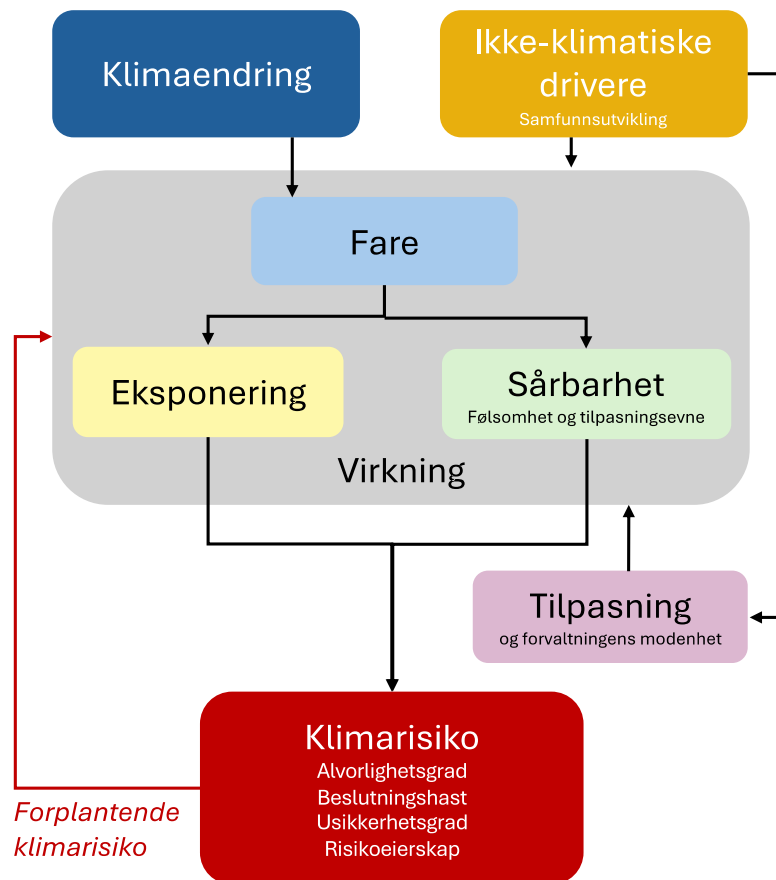 Klimaendring
Ikke-klimatiske
drivere
Samfunnsutvikling
Fare
Eksponering
Sårbarhet
Følsomhet og tilpasningsevne
Virkning
Tilpasning
og forvaltningens modenhet
Klimarisiko
Alvorlighetsgrad
Beslutningshast
Usikkerhetsgrad
Risikoeierskap
Forplantende
klimarisiko